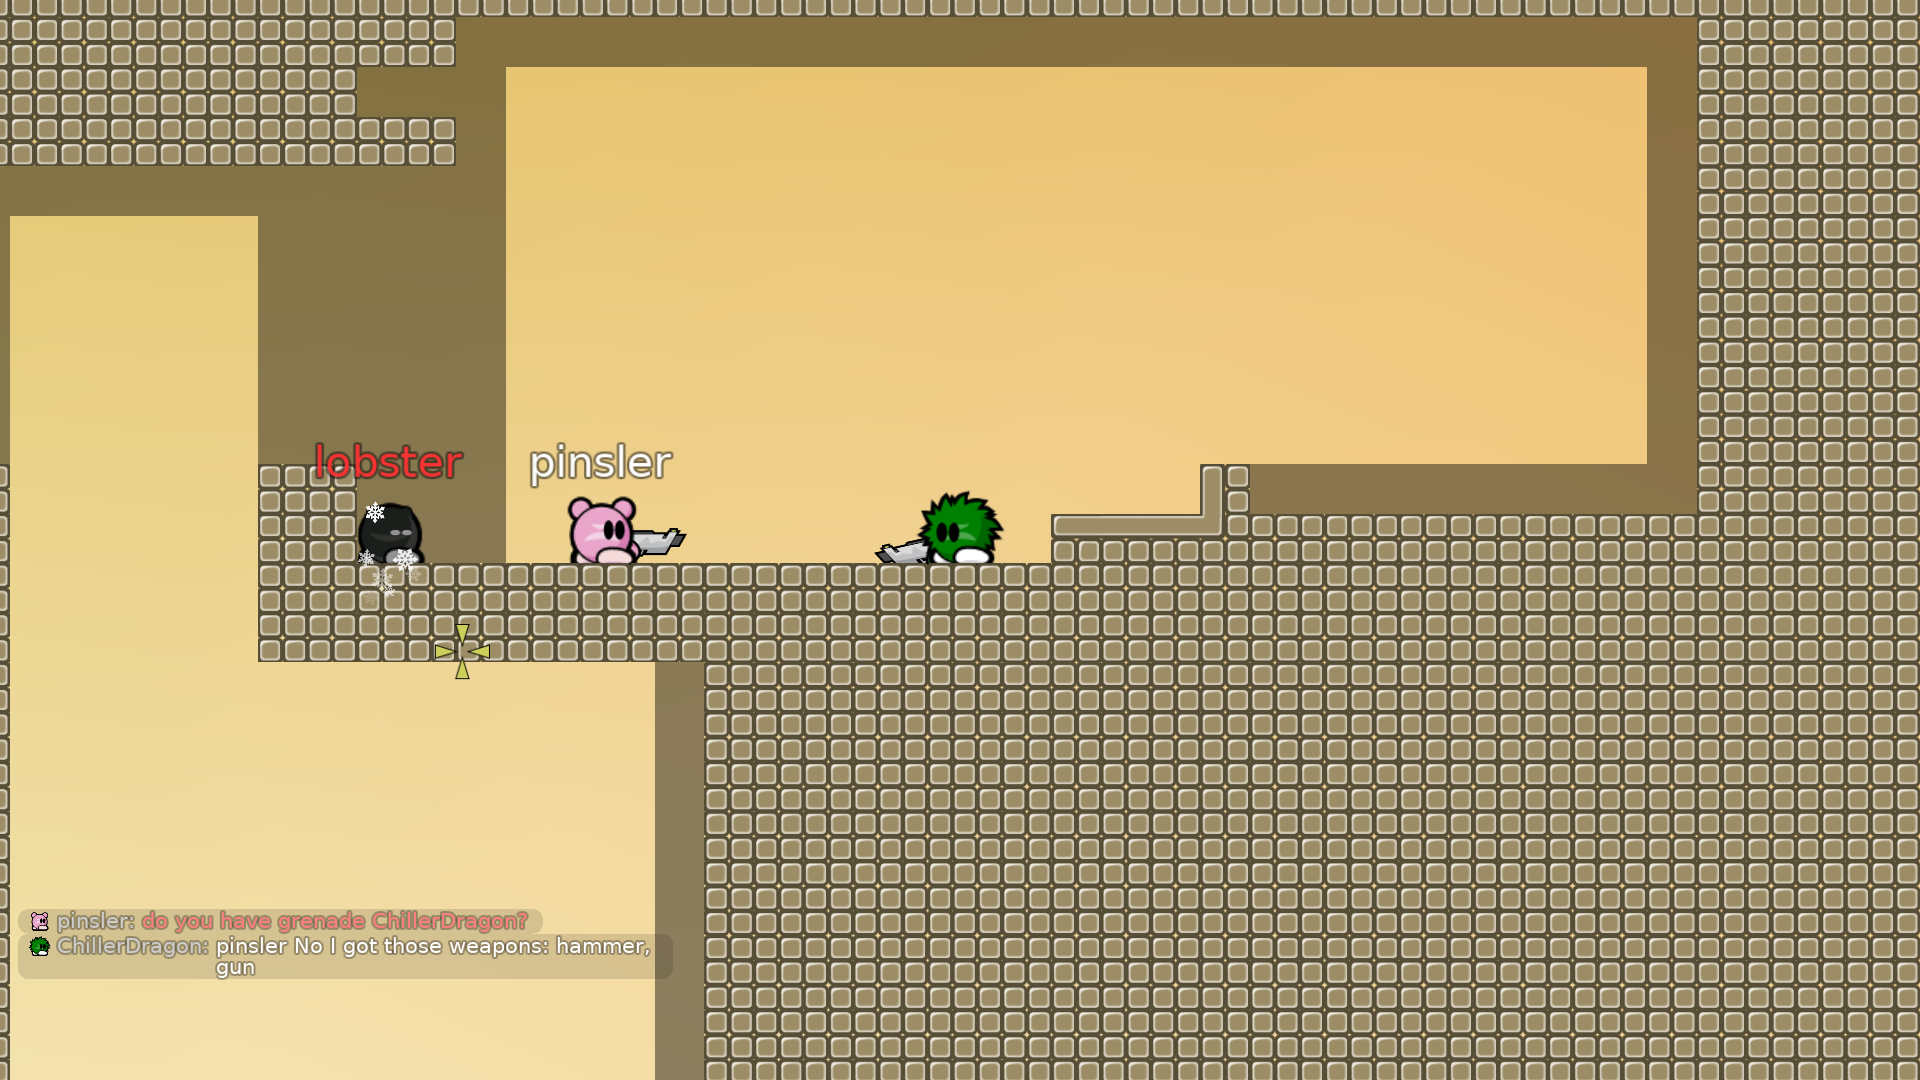 lobster pinsler
pinsler: do you have grenade ChillerDragon?
ChillerDragon: pinsler No I got those weapons: hammer,
gun